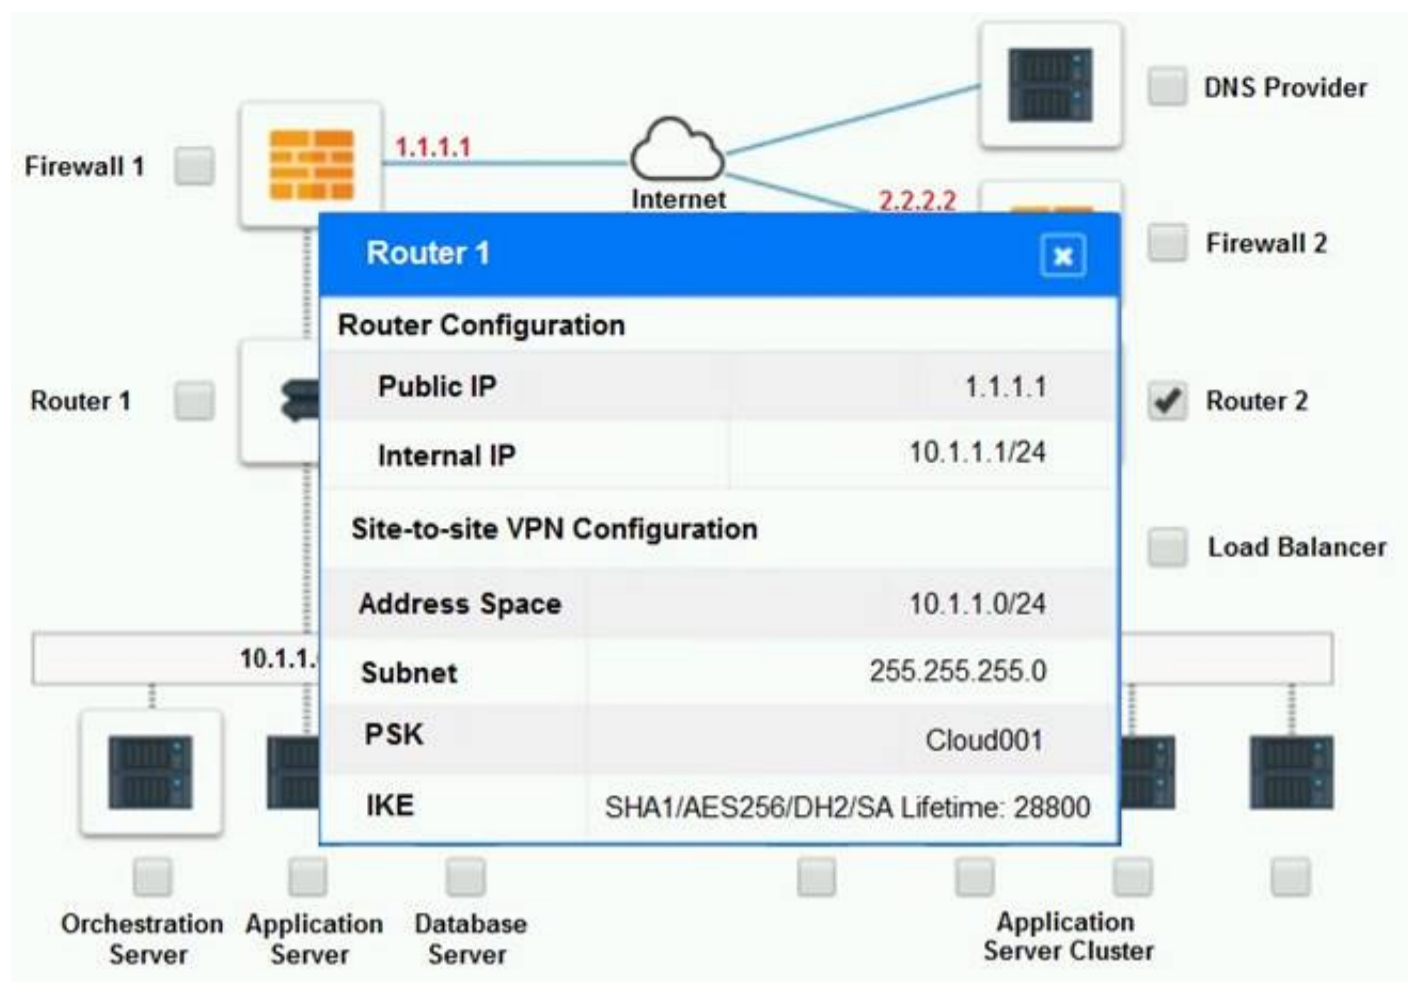 DNS Provider
1.1.1.1
Firewall 1
Internet
2.2.2.2
Firewall 2
Router 1
Router Configuration
Public IP 1.1.1.1
Router 1
Router 2
Internal IP 10.1.1.1/24
Site-to-site VPN Configuration
Load Balancer
Address Space 10.1.1.0/24
10.1.1.
Subnet 255.255.255.0
PSK Cloud001
IKE SHA1/AES256/DH2/SA Lifetime: 28800
Orchestration
Server
Application
Server
Database
Server
Application
Server Cluster